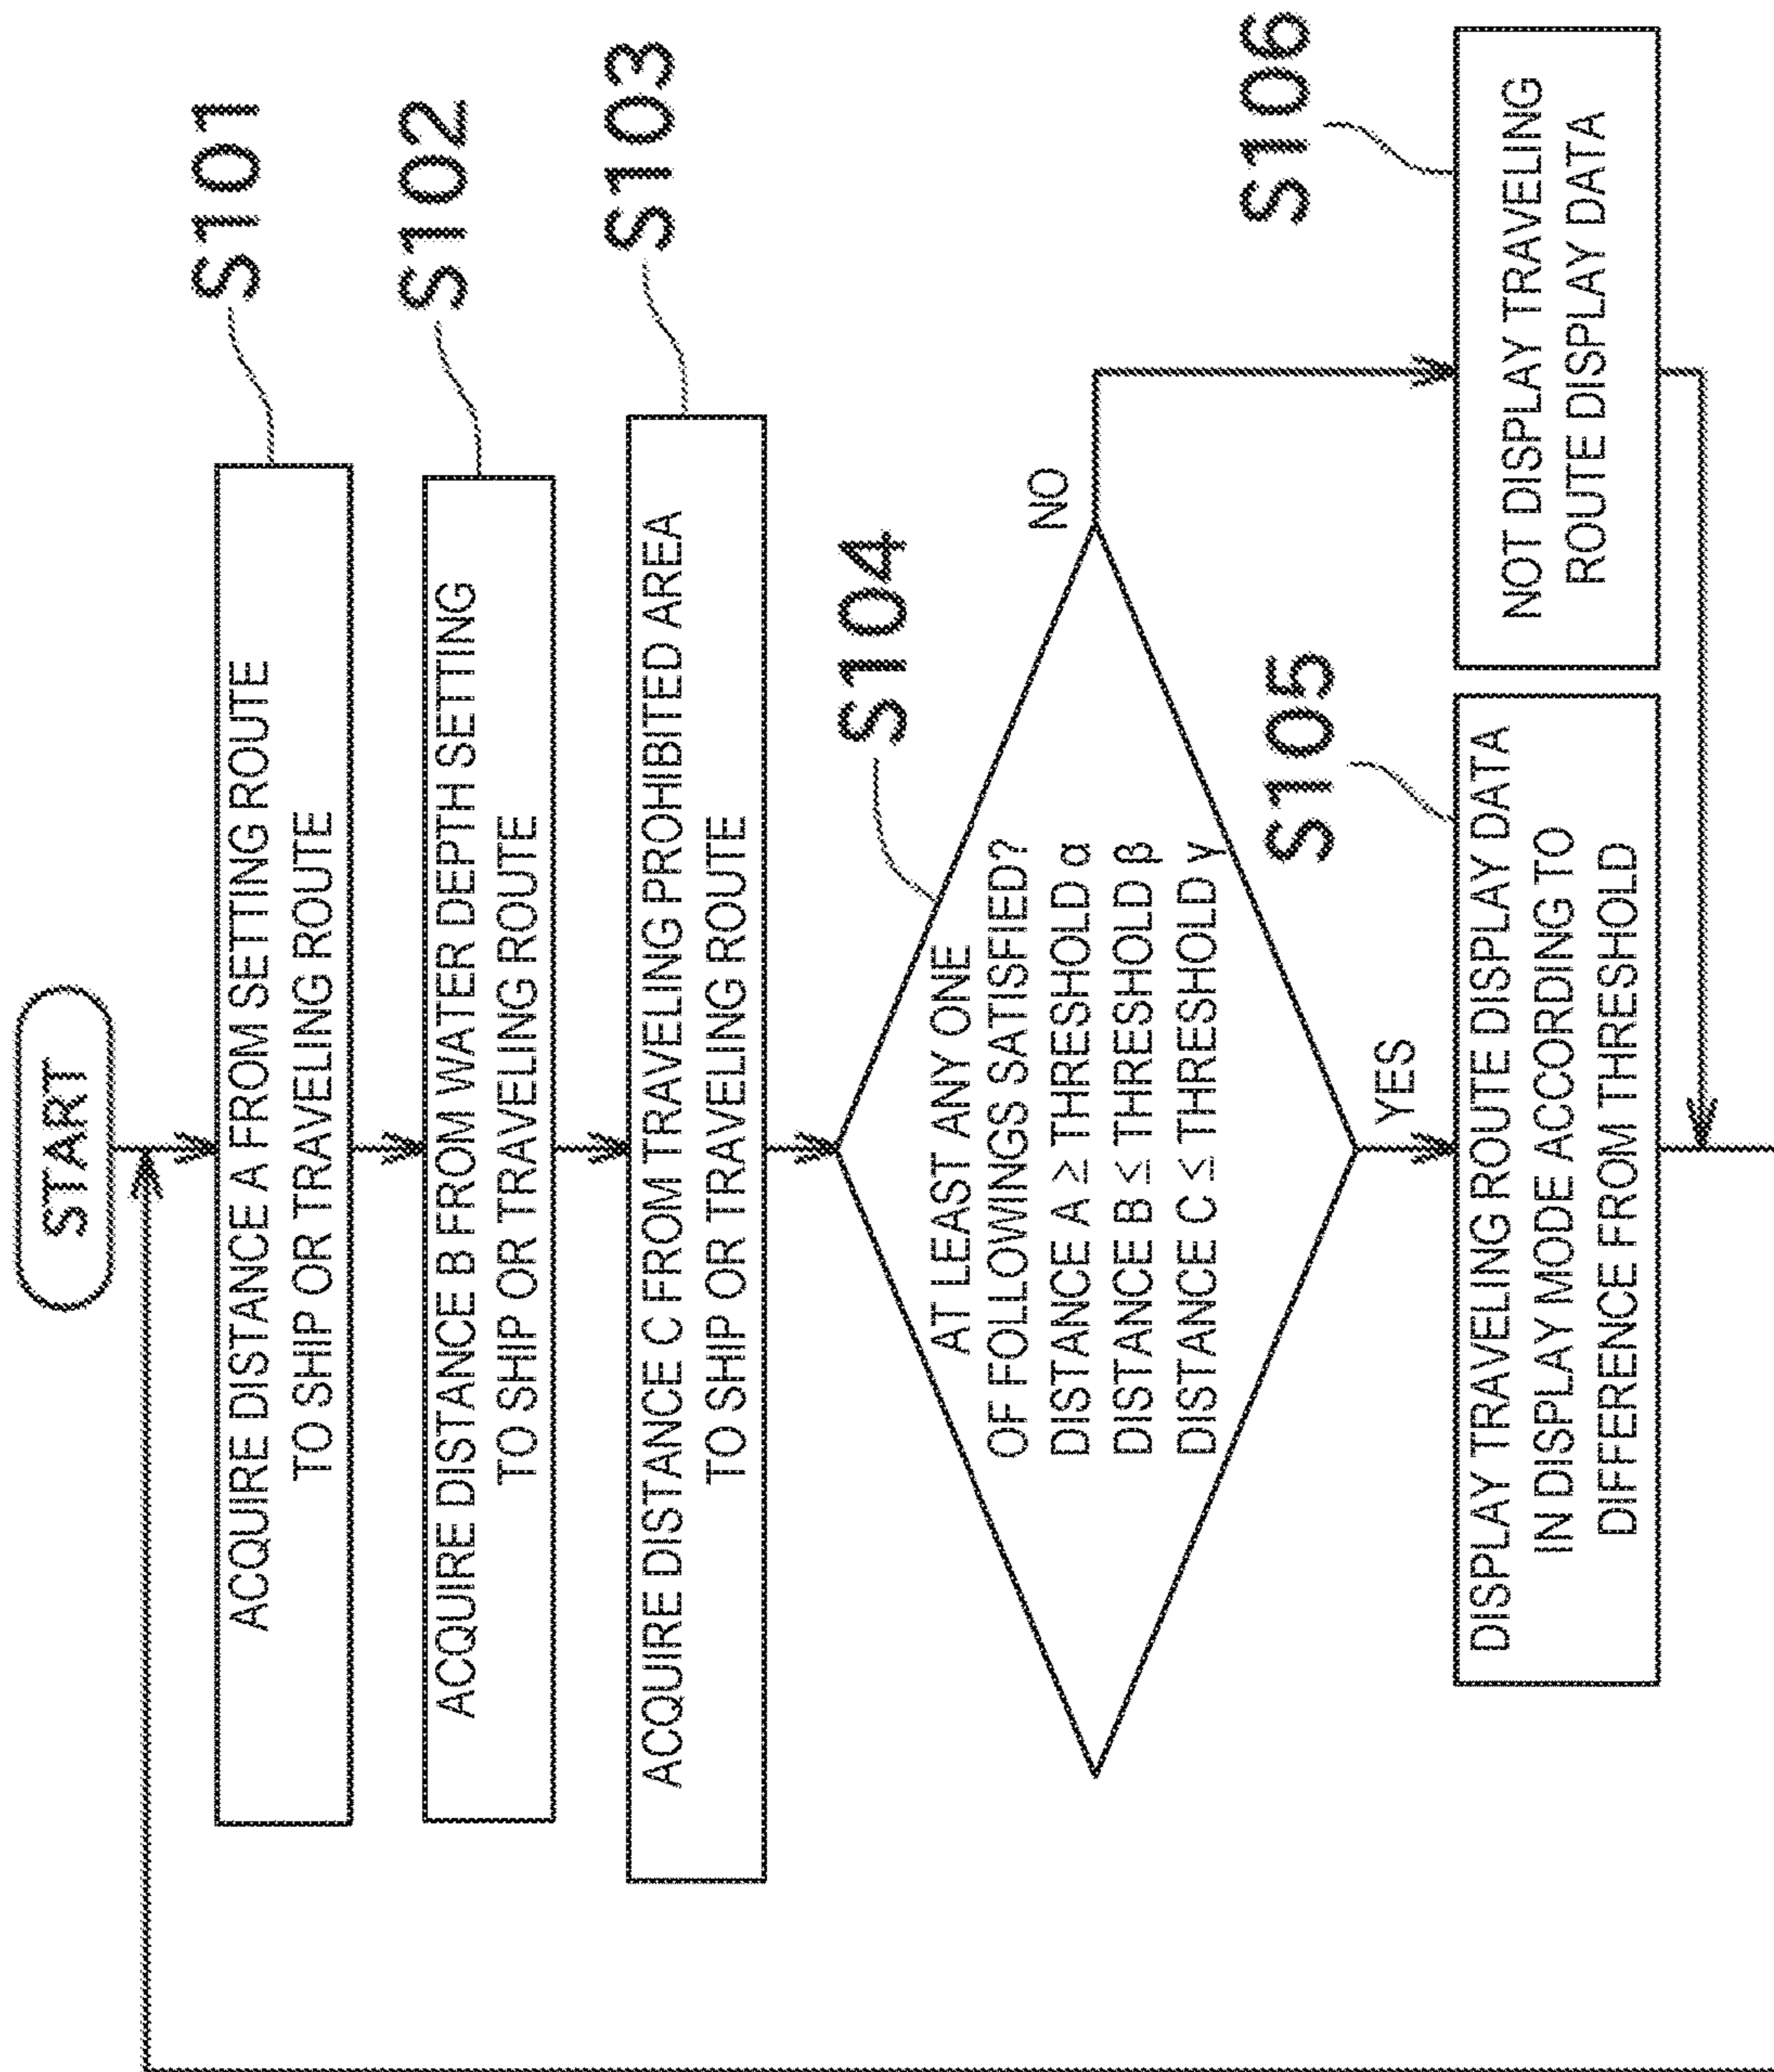 START
S101
ACQUIRE DISTANCE A FROM SETTING ROUTE
TO SHIP OR TRAVELING ROUTE
S102
ACQUIRE DISTANCE B FROM WATER DEPTH SETTING
TO SHIP OR TRAVELING ROUTE
S103
ACQUIRE DISTANCE C FROM TRAVELING PROHIBITED AREA
TO SHIP OR TRAVELING ROUTE
S104
AT LEAST ANY ONE
OF FOLLOWINGS SATISFIED?
DISTANCE A ≥ THRESHOLD α
DISTANCE B ≤ THRESHOLD β
DISTANCE C ≤ THRESHOLD γ
NO
YES
S105
DISPLAY TRAVELING ROUTE DISPLAY DATA
IN DISPLAY MODE ACCORDING TO
DIFFERENCE FROM THRESHOLD
S106
NOT DISPLAY TRAVELING
ROUTE DISPLAY DATA